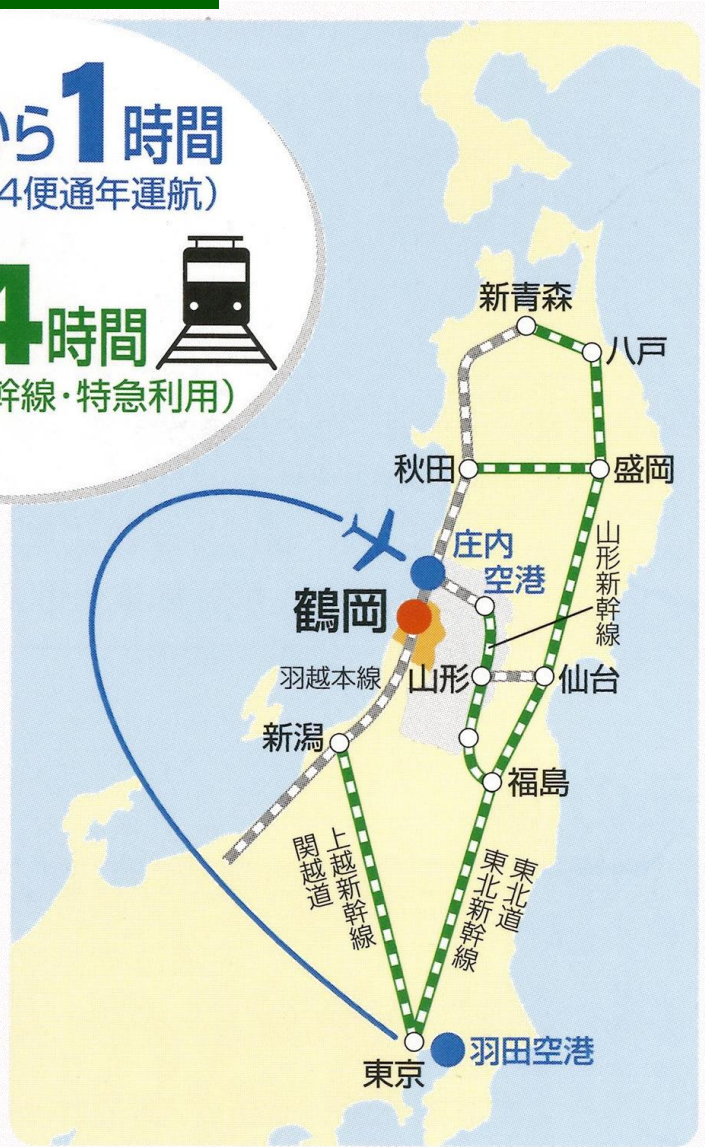 から1時間
4便通年運航）
4時間
幹線・特急利用）
新青森
八戸
秋田
盛岡
庄内
空港
山形新幹線
鶴岡
羽越本線
山形
仙台
新潟
福島
上越新幹線
関越道
東北道
東北新幹線
羽田空港
東京